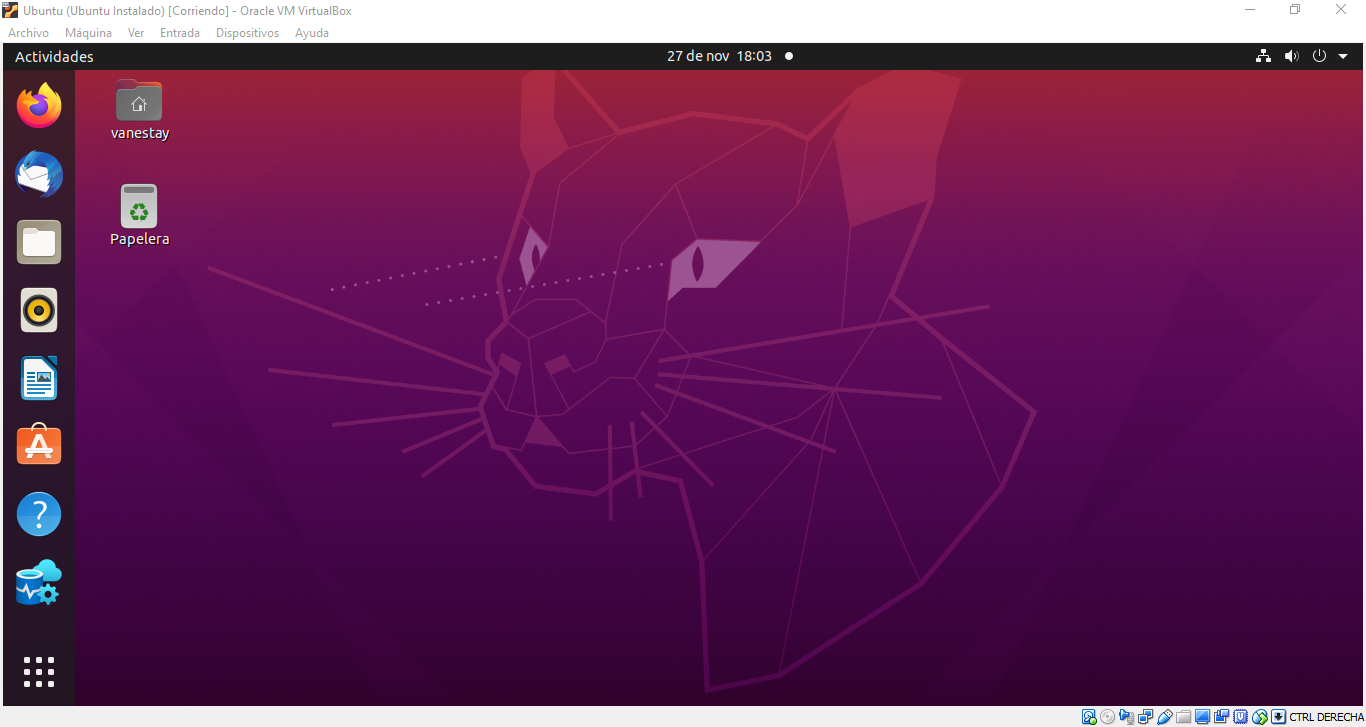 Ubuntu (Ubuntu Instalado) [Corriendo] - Oracle VM VirtualBox
Archivo Máquina Ver Entrada Dispositivos Ayuda
Actividades 27 de nov 18:03
vanestay
Papelera
CTRL DERECHA